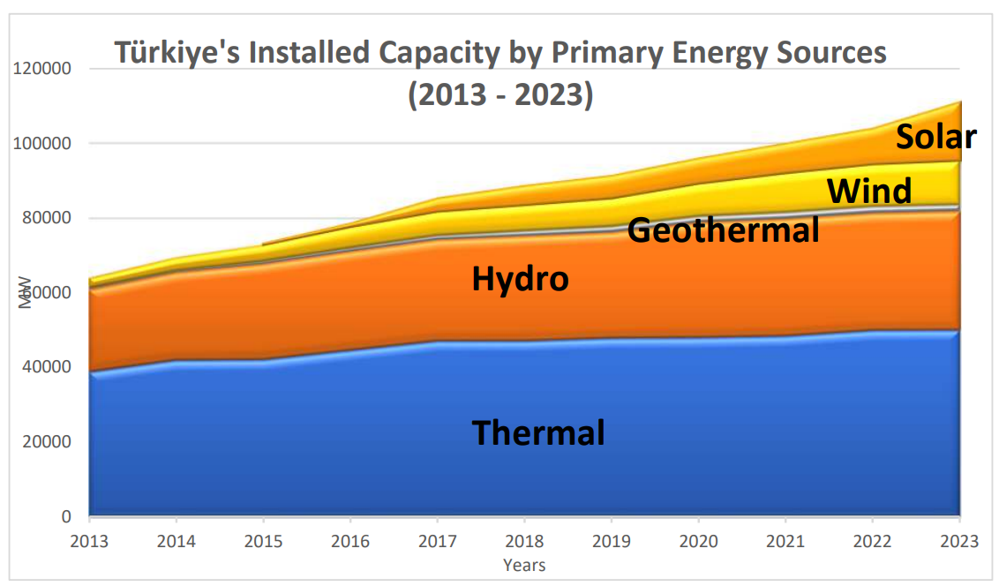 Türkiye's Installed Capacity by Primary Energy Sources
(2013 - 2023)
120000
100000
80000
60000
40000
20000
0
MW
Solar
Wind
Geothermal
Hydro
Thermal
2013 2014 2015 2016 2017 2018 2019 2020 2021 2022 2023
Years